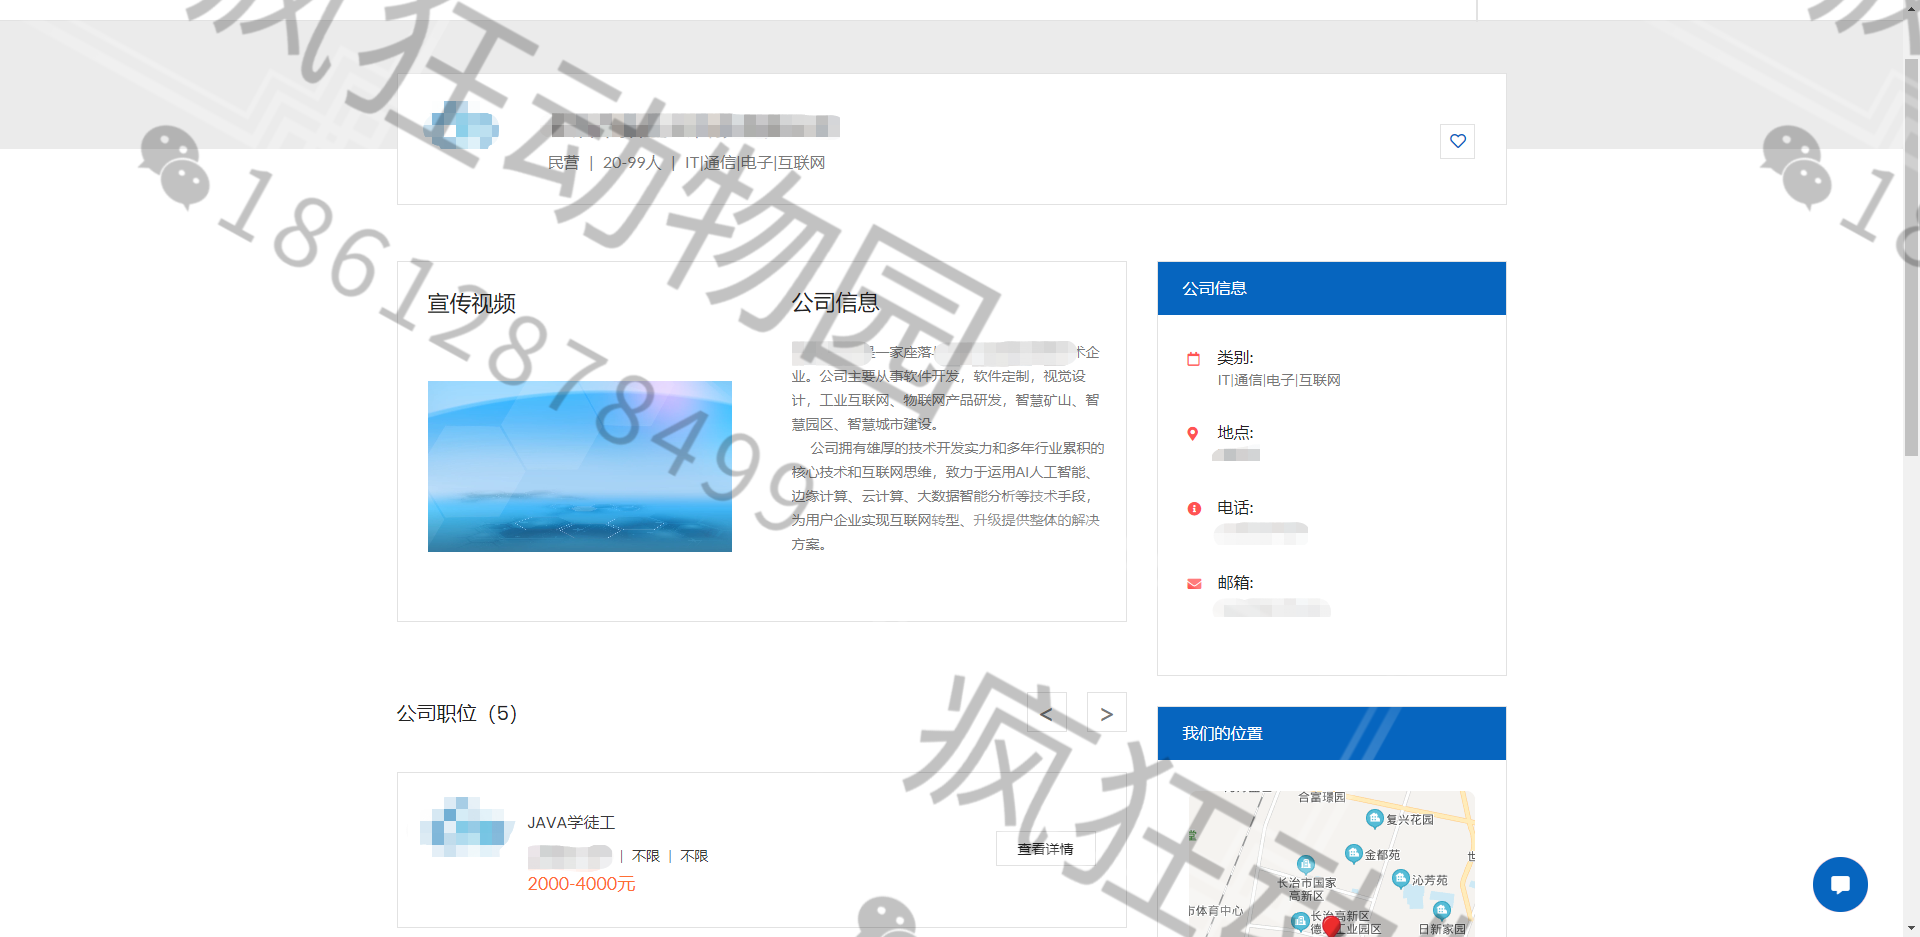 民营 | 20-99人 | IT|通信|电子|互联网
宣传视频
公司信息
是一家座落
术企
业。公司主要从事软件开发，软件定制，视觉设
计，工业互联网、物联网产品研发，智慧矿山、智
慧园区、智慧城市建设。
公司拥有雄厚的技术开发实力和多年行业累积的
核心技术和互联网思维，致力于运用AI人工智能、
边缘计算、云计算、大数据智能分析等技术手段，
为用户企业实现互联网转型、升级提供整体的解决
方案。
公司信息
类别:
IT|通信|电子|互联网
地点:
电话:
邮箱:
公司职位（5）
<
>
JAVA学徒工
| 不限 | 不限
2000-4000元
查看详情
我们的位置
合富璟园
复兴花园
金都苑
长治市国家
高新区
沁芳苑
市体育中心
长治高新区
工业园区
日新家园
疯狂动物园
18612878499
疯狂动
18